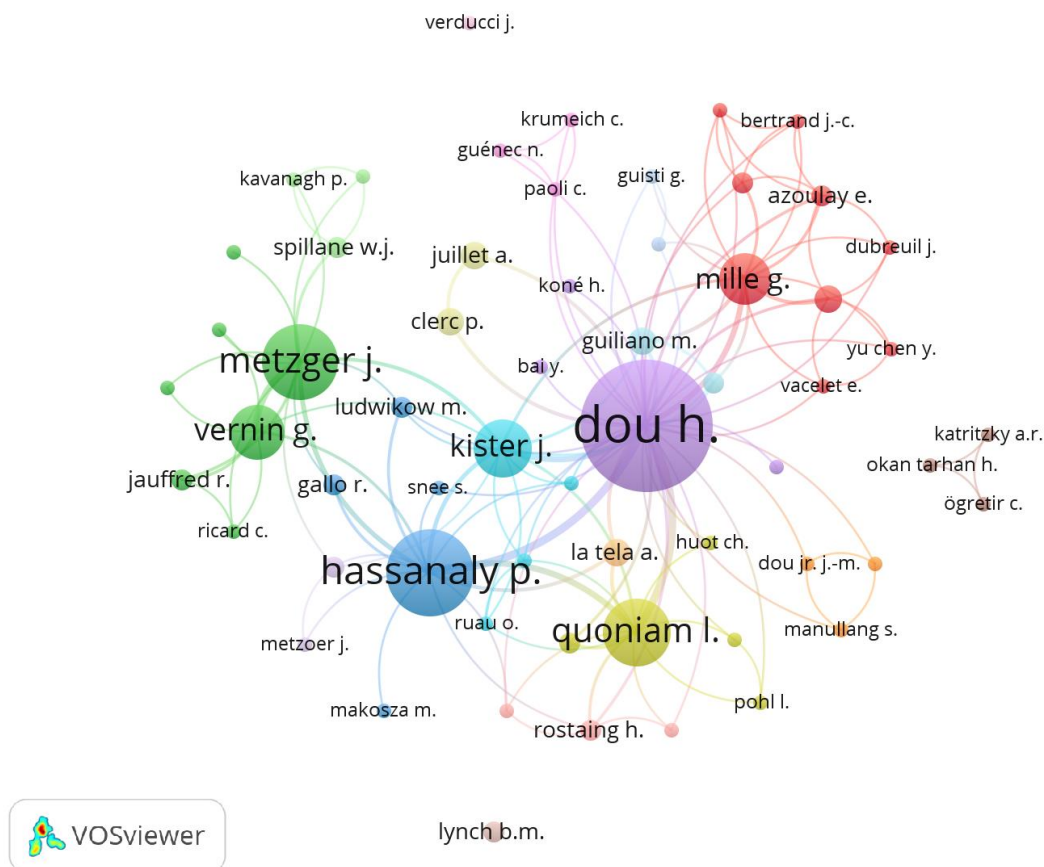 verducci j.
krumeich c.
bertrand j.-c.
guénec n.
kavanagh p.
guisti g.
paoli c.
azoulay e.
spillane w.j.
juillet a.
dubreuil j.
koné h.
mille g.
clerc p.
guiliano m.
yu chen y.
metzger j.
bai y.
vacelet e.
ludwikow m.
dou h.
vernin g.
kister j.
katritzky a.r.
okan tarhan h.
jauffred r.
gallo r.
snee s.
ögretir c.
ricard c.
huot ch.
la tela a.
dou jr. j.-m.
hassanaly p.
ruau o.
quoniam l.
manullang s.
metzoer j.
pohl l.
makosza m.
rostaing h.
lynch b.m.
VOSviewer